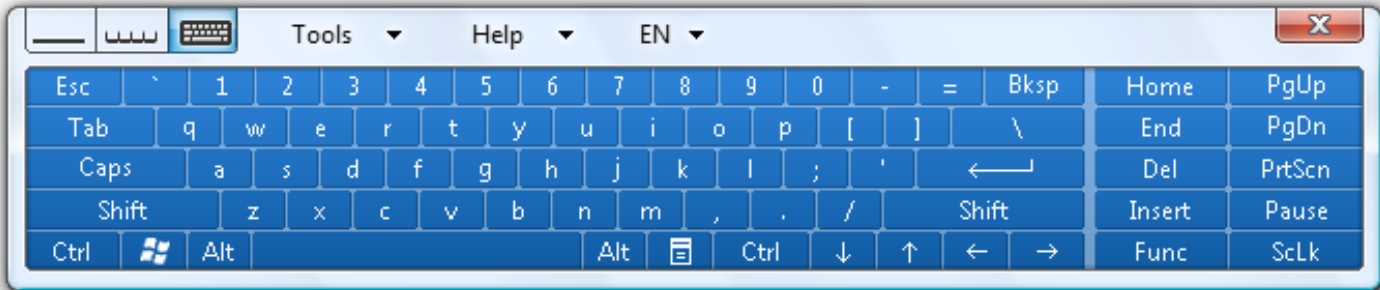 Tools Help EN X
Esc ` 1 2 3 4 5 6 7 8 9 0 - = Bksp Home PgUp
Tab q w e r t y u i o p [ ] \ End PgDn
Caps a s d f g h j k l ; ' Del PrtScn
Shift z x c v b n m , . / Shift Insert Pause
Ctrl Alt Alt Ctrl ↓ ↑ ← → Func ScLk